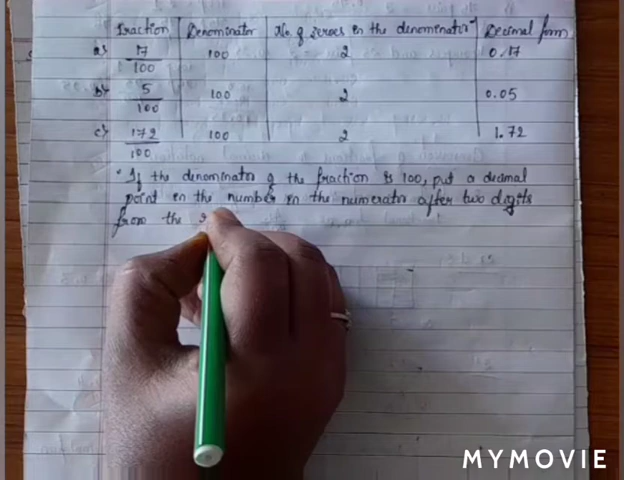 Fraction Denominator No. of zeroes in the denominator Decimal form
a) 17/100 100 2 0.17
b) 5/100 100 2 0.05
c) 172/100 100 2 1.72
• If the denominator of the fraction is 100, put a decimal
point in the number in the numerator after two digits
from the
MYMOVIE